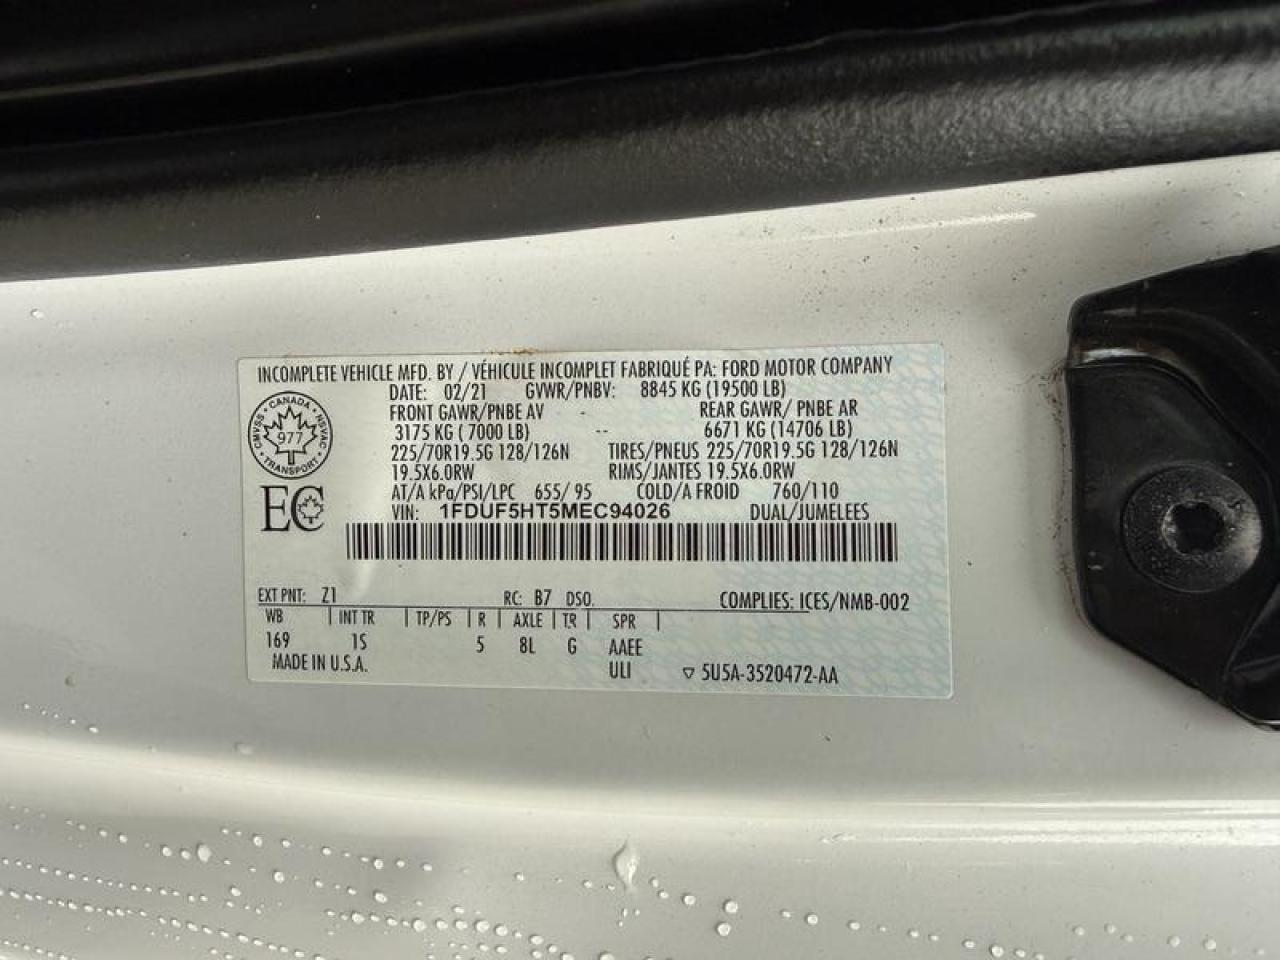 INCOMPLETE VEHICLE MFD. BY / VÉHICULE INCOMPLET FABRIQUÉ PA: FORD MOTOR COMPANY
DATE: 02/21 GVWR/PNBV: 8845 KG (19500 LB)
FRONT GAWR/PNBE AV REAR GAWR/ PNBE AR
3175 KG ( 7000 LB) -- 6671 KG (14706 LB)
225/70R19.5G 128/126N TIRES/PNEUS 225/70R19.5G 128/126N
19.5X6.0RW RIMS/JANTES 19.5X6.0RW
AT/A kPa/PSI/LPC 655/ 95 COLD/A FROID 760/110
VIN: 1FDUF5HT5MEC94026 DUAL/JUMELEES
CMVSS • CANADA • NSVAC
977
TRANSPORT
EC
EXT PNT: Z1 RC: B7 DSO: COMPLIES: ICES/NMB-002
WB | INT TR | TP/PS | R | AXLE | TR | SPR |
169 1S 5 8L G AAEE
MADE IN U.S.A. ULI ▽ 5U5A-3520472-AA